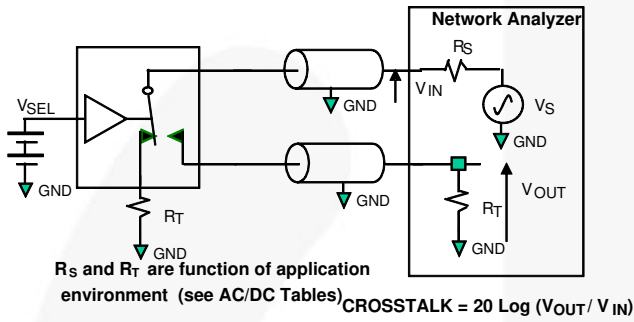 Network Analyzer
RS
VIN
GND
VS
GND
VSEL
GND
GND
RT
VOUT
RT
GND
GND
RS and RT are function of application
environment (see AC/DC Tables)
CROSSTALK = 20 Log (VOUT/ VIN)